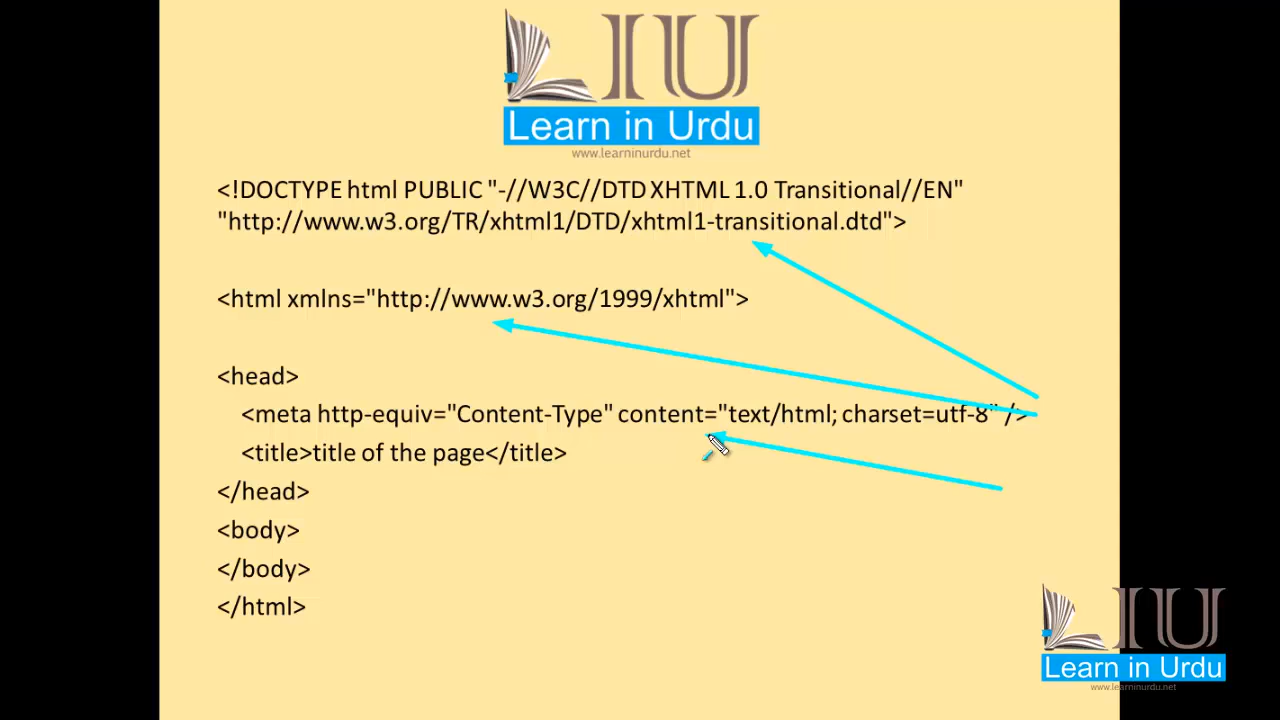 LIU
Learn in Urdu
www.learninurdu.net
<!DOCTYPE html PUBLIC "-//W3C//DTD XHTML 1.0 Transitional//EN"
"http://www.w3.org/TR/xhtml1/DTD/xhtml1-transitional.dtd">
<html xmlns="http://www.w3.org/1999/xhtml">
<head>
<meta http-equiv="Content-Type" content="text/html; charset=utf-8" />
<title>title of the page</title>
</head>
<body>
</body>
</html>
LIU
Learn in Urdu
www.learninurdu.net